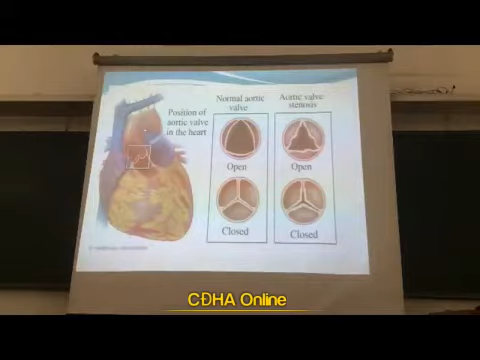 Position of
aortic valve
in the heart
Normal aortic
valve
Open
Closed
Aortic valve
stenosis
Open
Closed
CĐHA Online